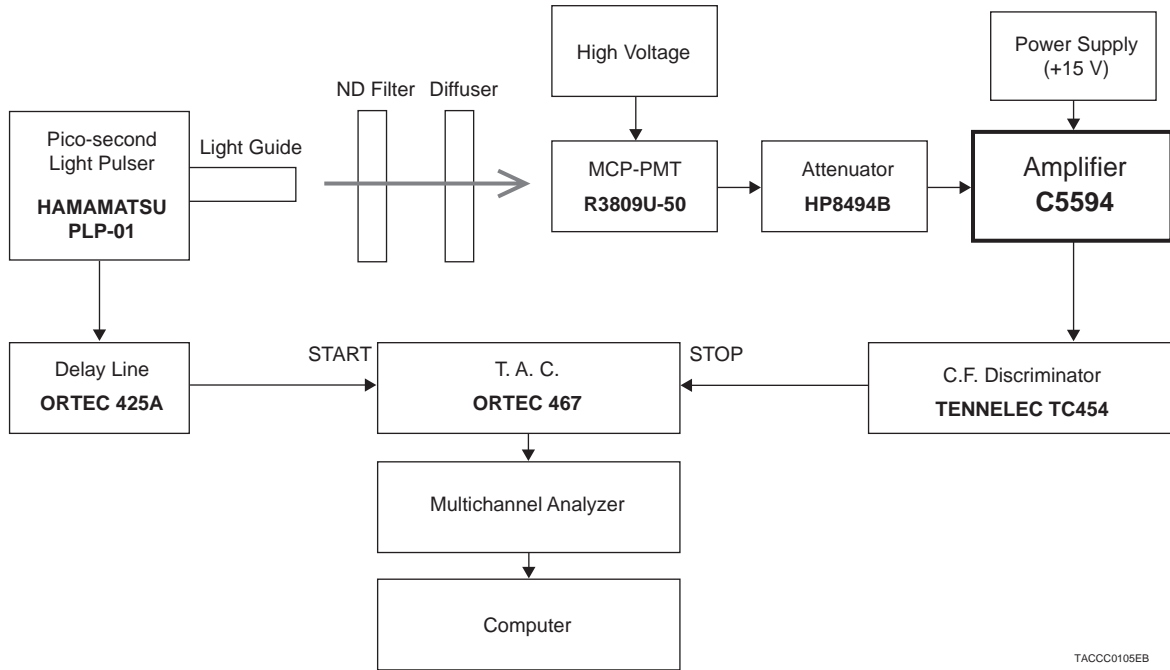 High Voltage
Power Supply
(+15 V)
ND Filter
Diffuser
Pico-second
Light Pulser
HAMAMATSU
PLP-01
Light Guide
MCP-PMT
R3809U-50
Attenuator
HP8494B
Amplifier
C5594
START
STOP
Delay Line
ORTEC 425A
T. A. C.
ORTEC 467
C.F. Discriminator
TENNELEC TC454
Multichannel Analyzer
Computer
TACCC0105EB